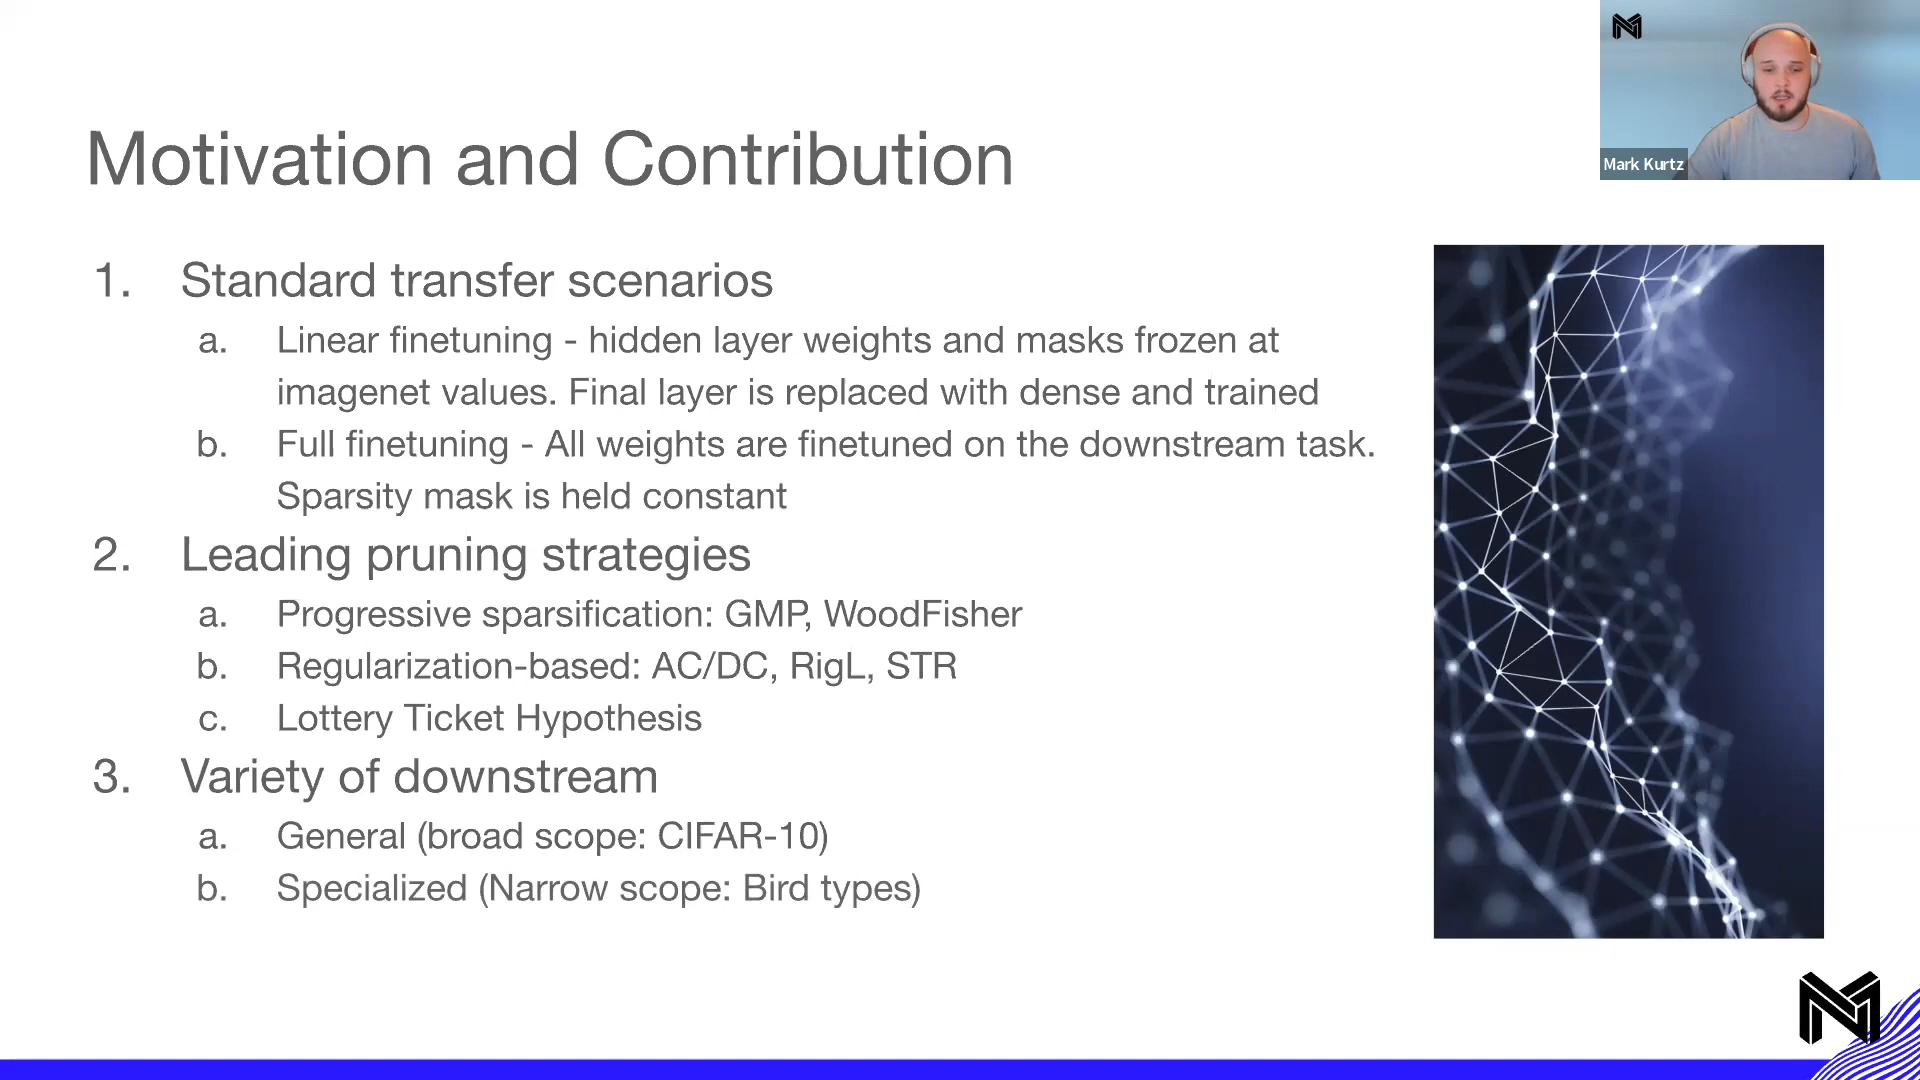 Mark Kurtz
Motivation and Contribution
1. Standard transfer scenarios
a. Linear finetuning - hidden layer weights and masks frozen at
imagenet values. Final layer is replaced with dense and trained
b. Full finetuning - All weights are finetuned on the downstream task.
Sparsity mask is held constant
2. Leading pruning strategies
a. Progressive sparsification: GMP, WoodFisher
b. Regularization-based: AC/DC, RigL, STR
c. Lottery Ticket Hypothesis
3. Variety of downstream
a. General (broad scope: CIFAR-10)
b. Specialized (Narrow scope: Bird types)